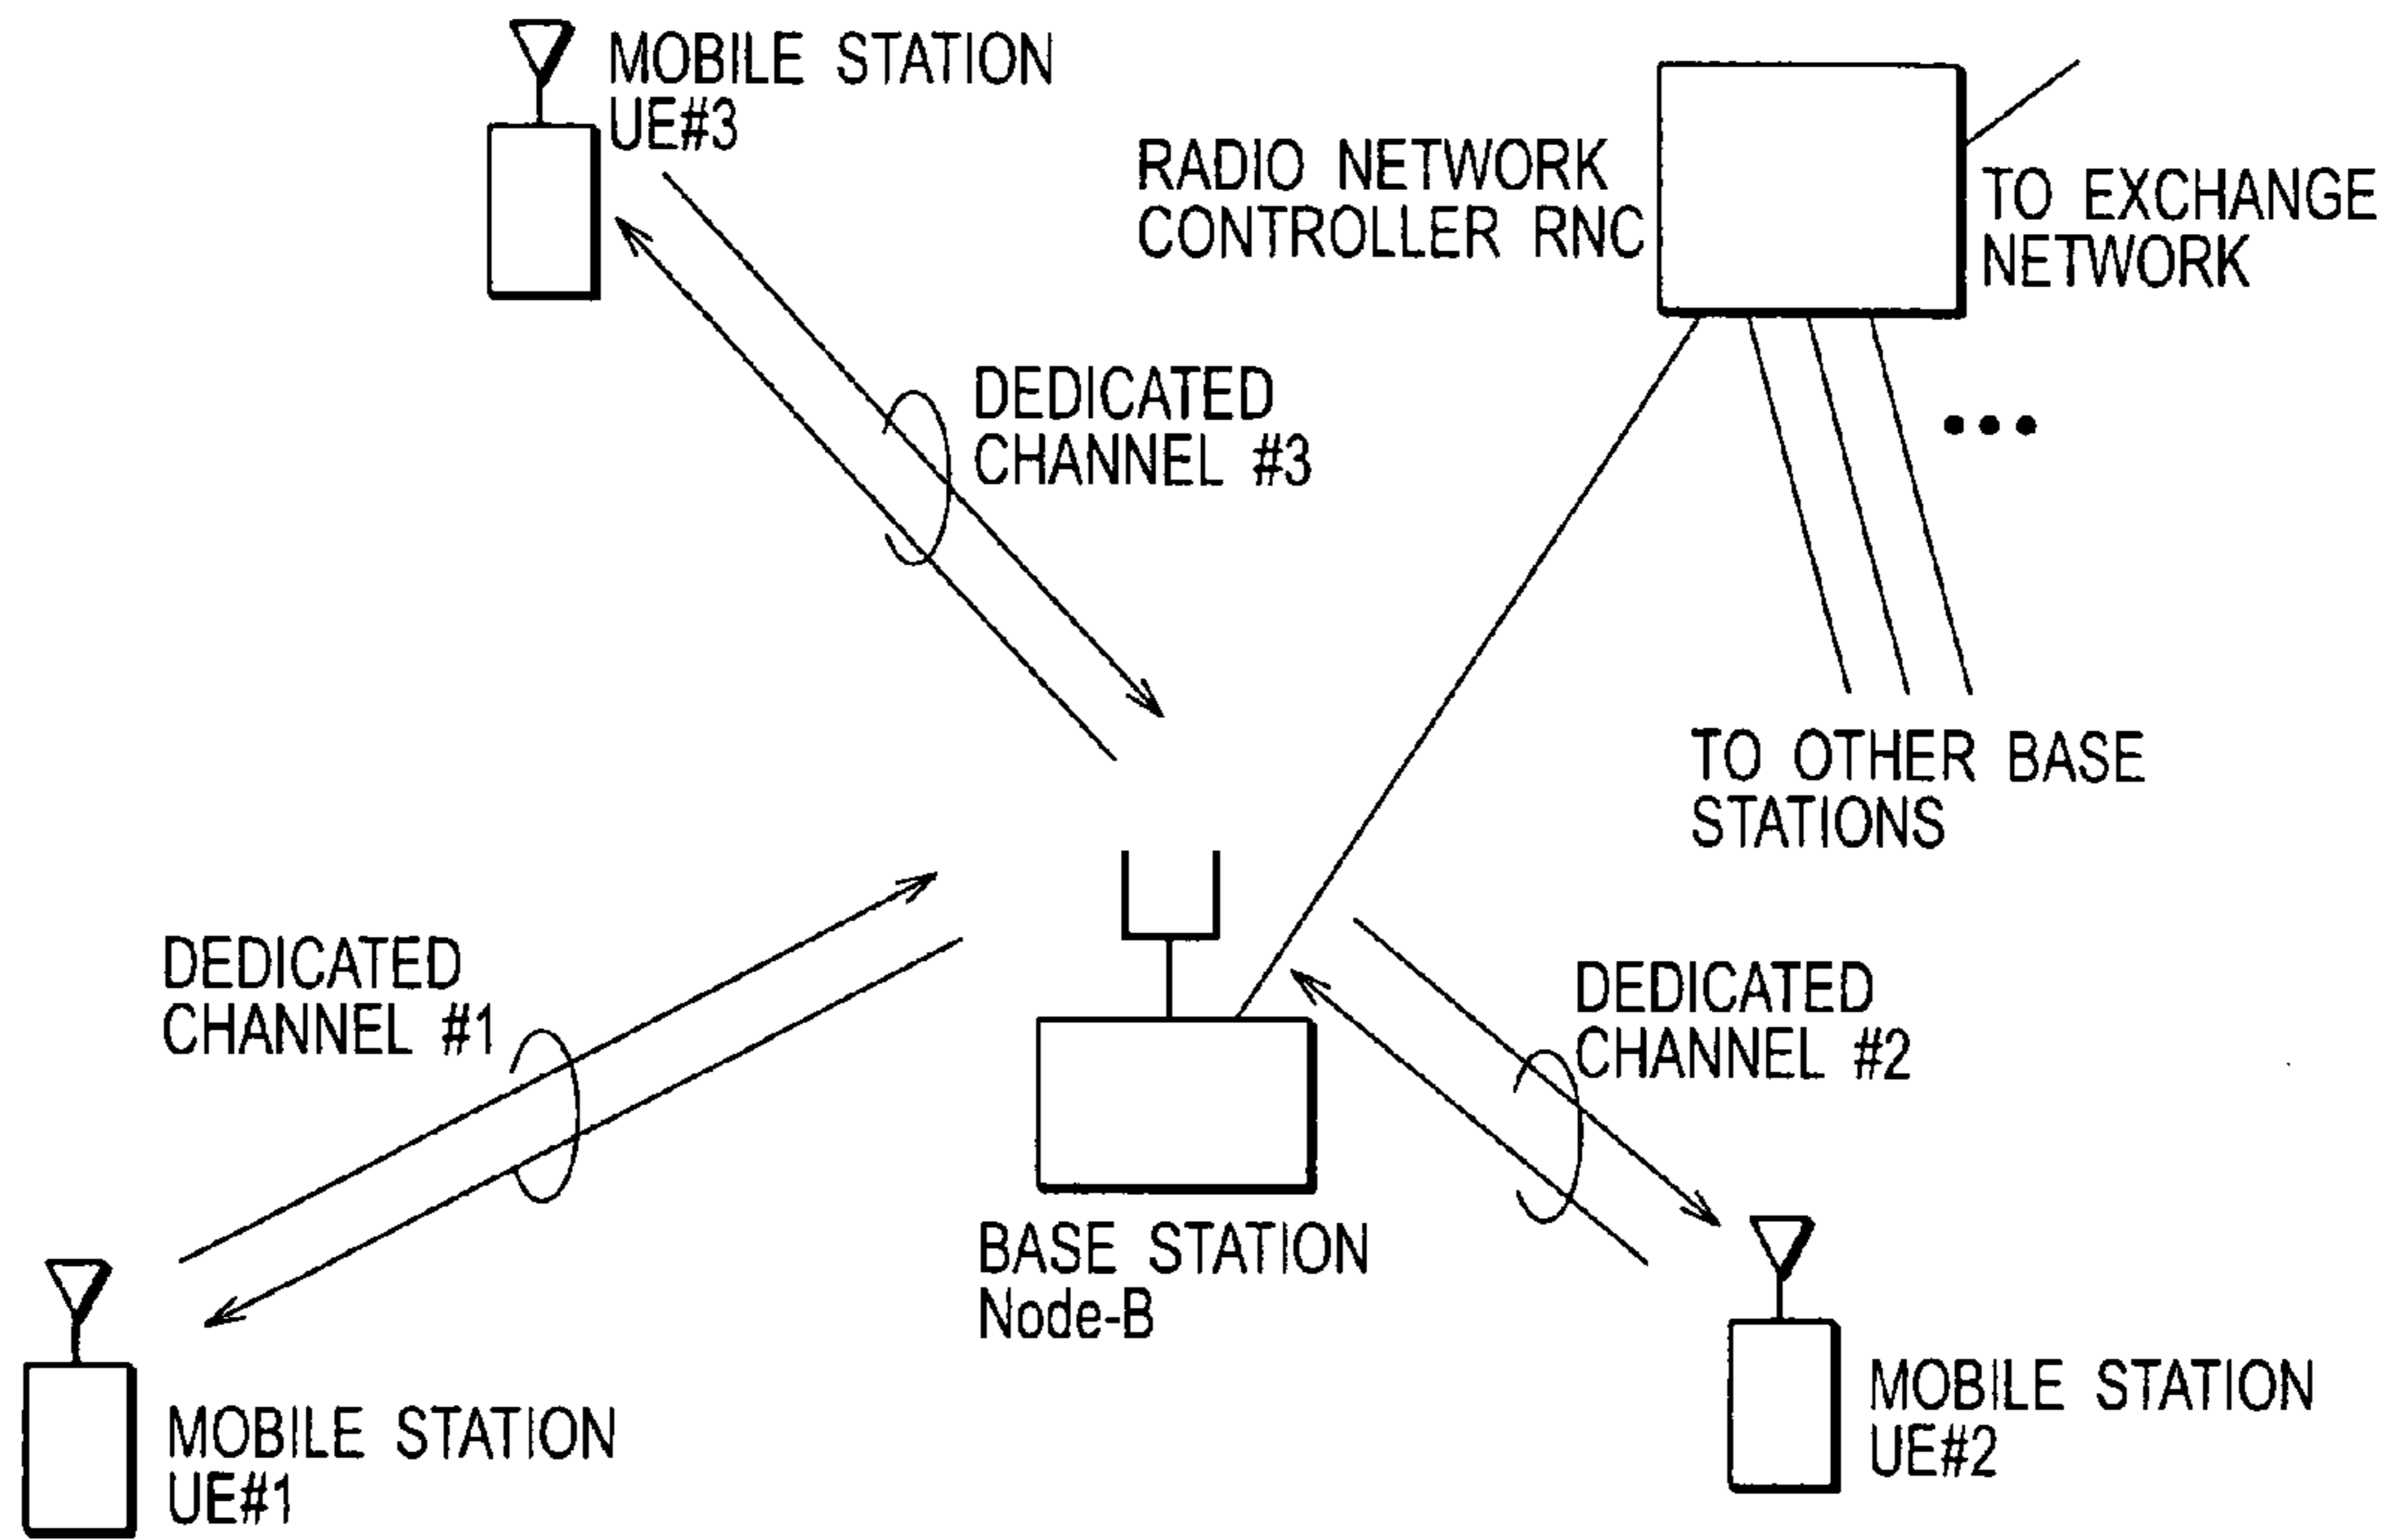 MOBILE STATION
UE#3
RADIO NETWORK
CONTROLLER RNC
TO EXCHANGE
NETWORK
DEDICATED
CHANNEL #3
TO OTHER BASE
STATIONS
DEDICATED
CHANNEL #1
DEDICATED
CHANNEL #2
BASE STATION
Node-B
MOBILE STATION
UE#1
MOBILE STATION
UE#2